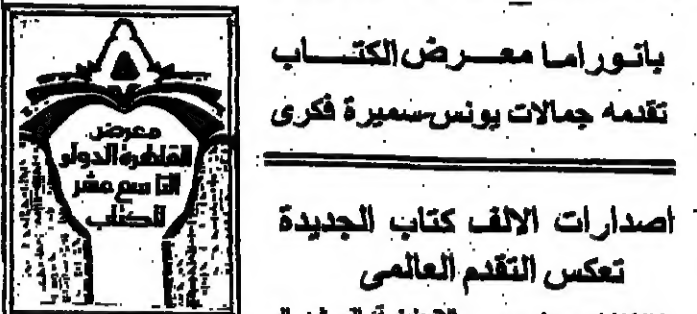 بانوراما معرض الكتاب
تقدمه جمالات يونس-سميرة فكرى
معرض
القاهرة الدولى
التاسع عشر
للكتاب
اصدارات الالف كتاب الجديدة
تعكس التقدم العالمى